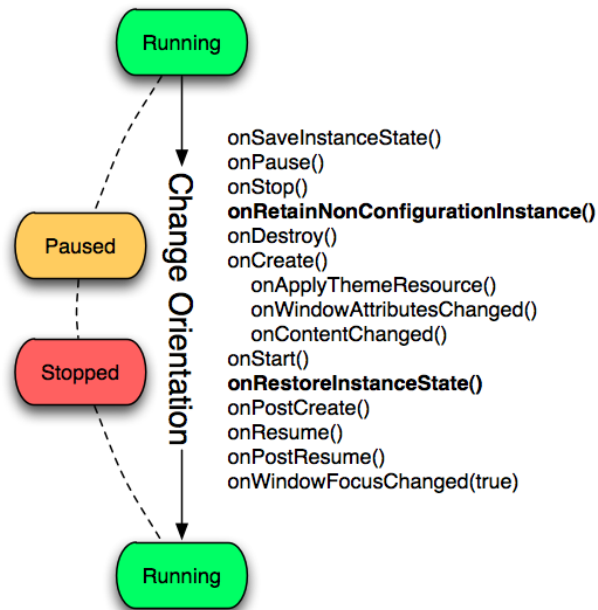 Running
onSaveInstanceState()
onPause()
onStop()
onRetainNonConfigurationInstance()
onDestroy()
onCreate()
onApplyThemeResource()
onWindowAttributesChanged()
onContentChanged()
onStart()
onRestoreInstanceState()
onPostCreate()
onResume()
onPostResume()
onWindowFocusChanged(true)
Change Orientation
Paused
Stopped
Running